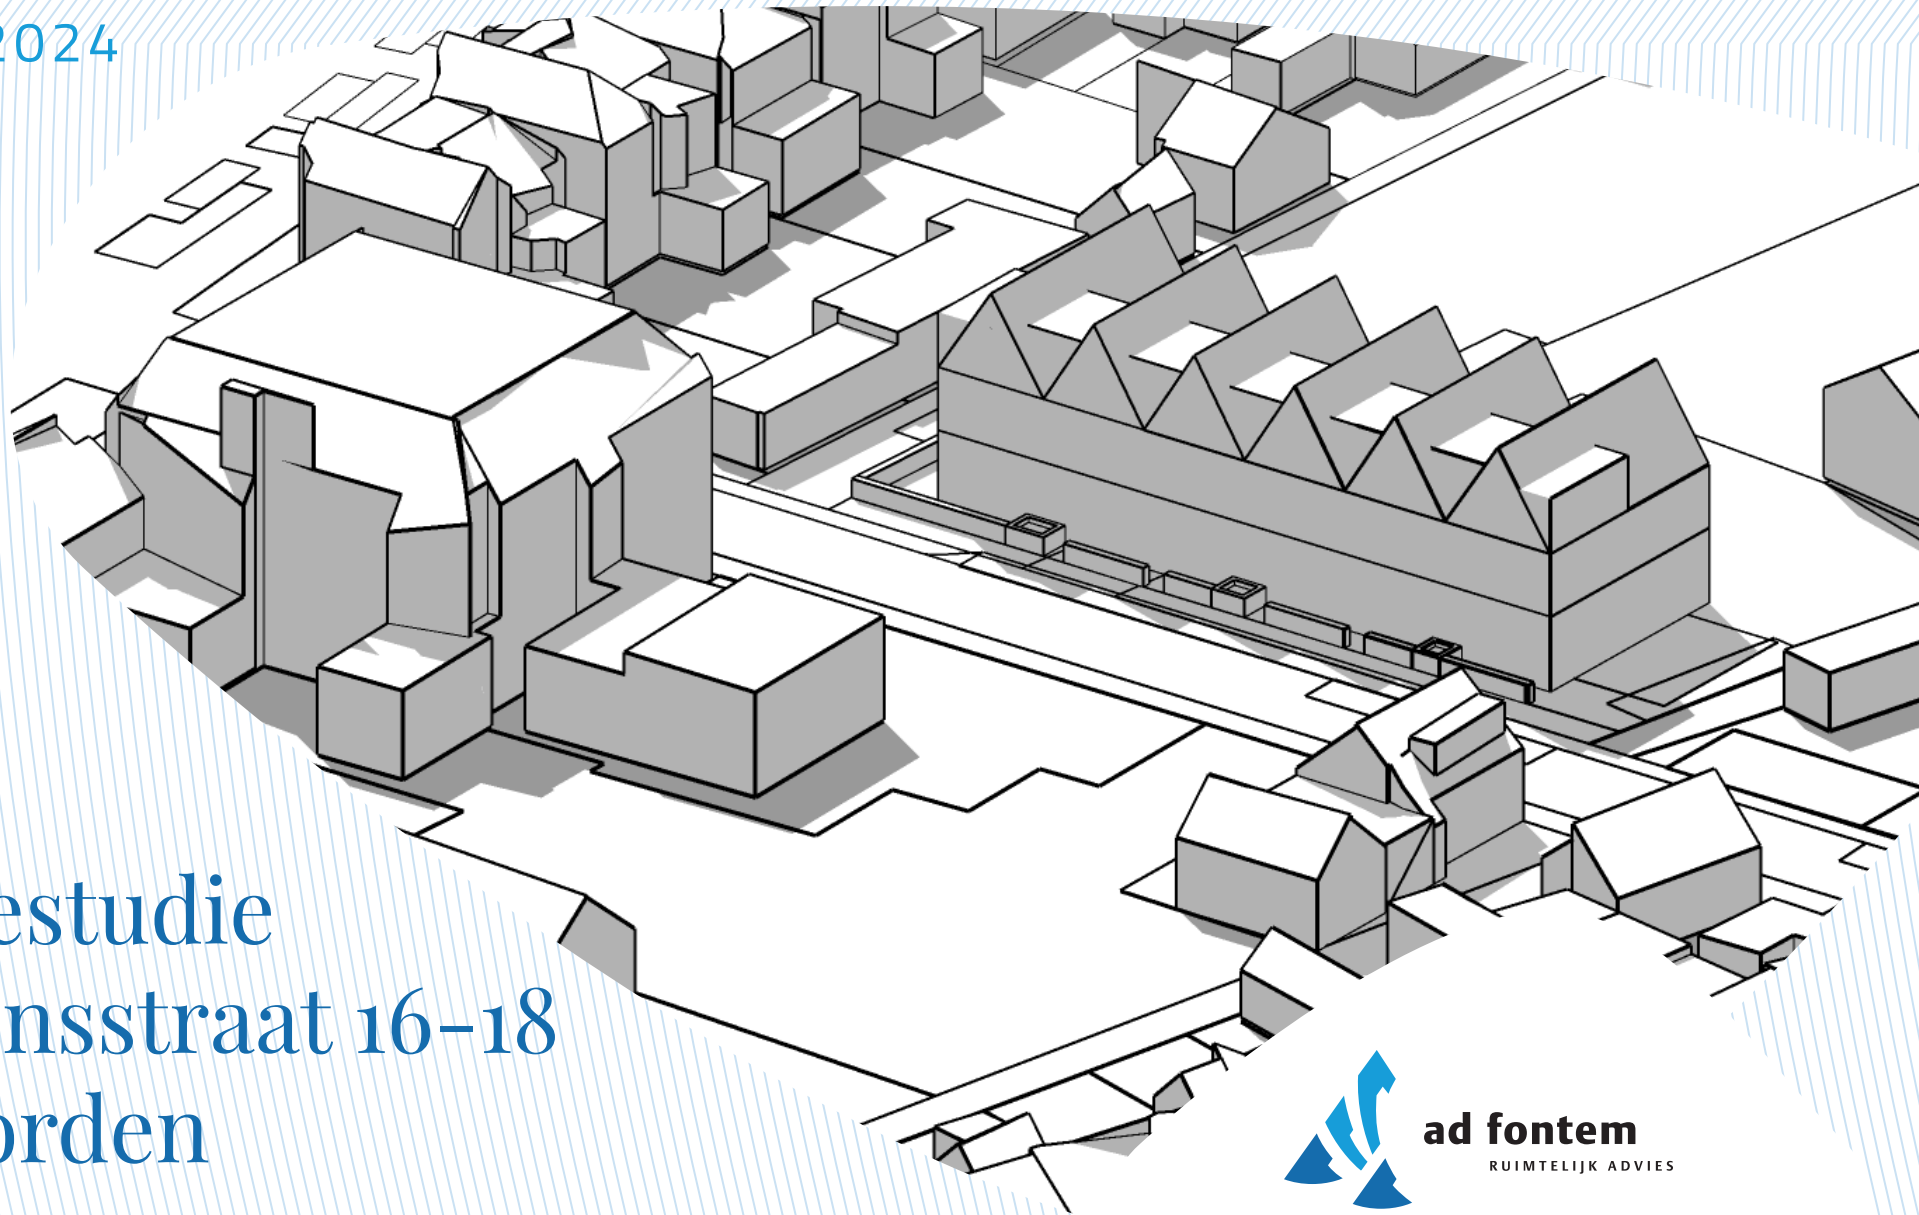 2024
estudie
nsstraat 16-18
orden
ad fontem
RUIMTELIJK ADVIES